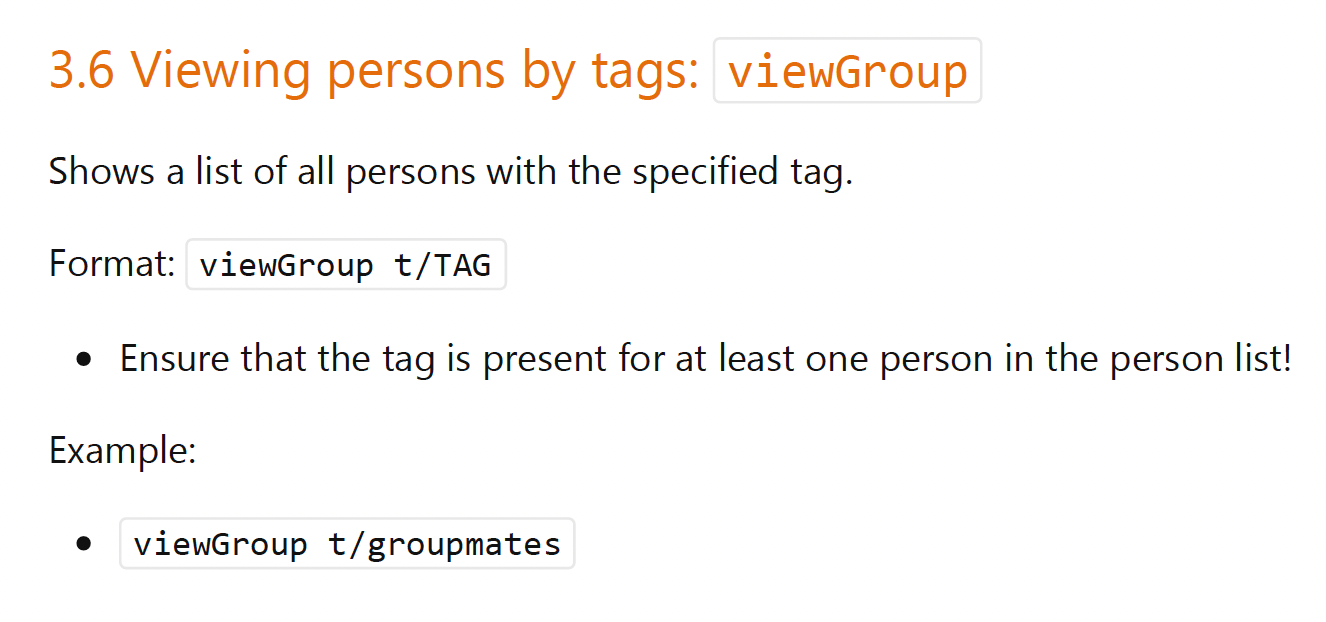 3.6 Viewing persons by tags: viewGroup
Shows a list of all persons with the specified tag.
Format: viewGroup t/TAG
• Ensure that the tag is present for at least one person in the person list!
Example:
• viewGroup t/groupmates